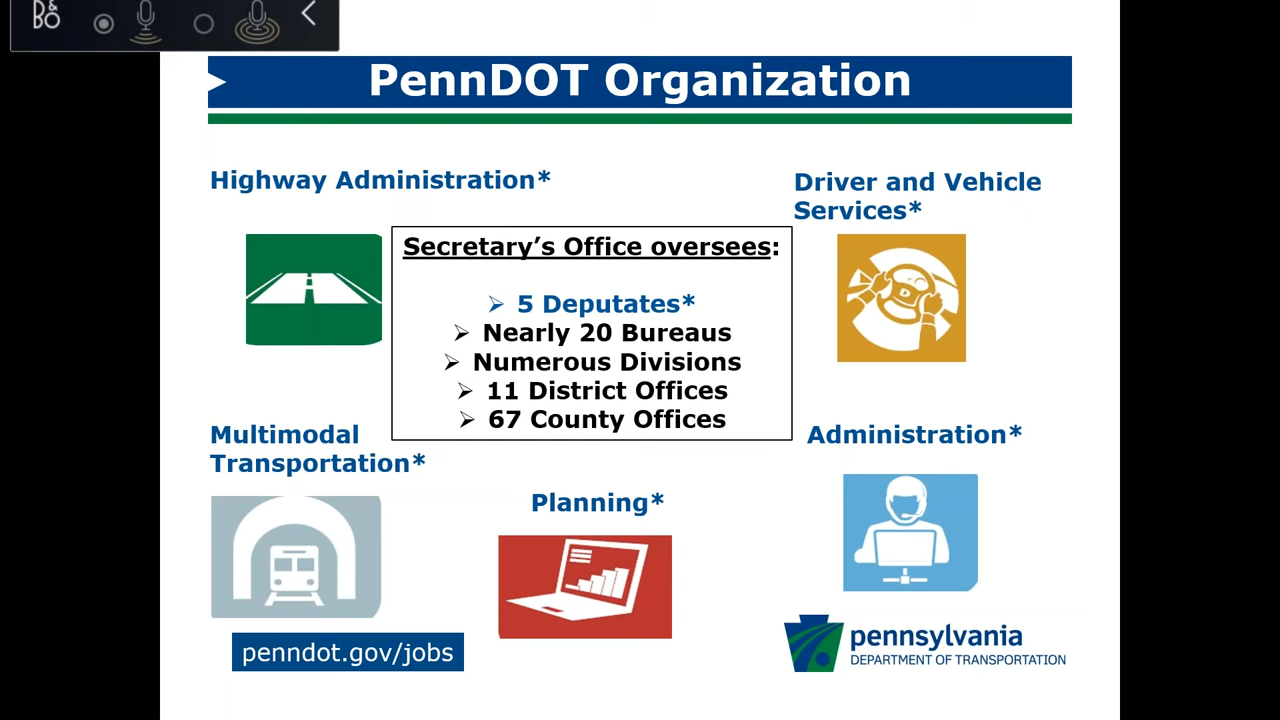 B&O
PennDOT Organization
Highway Administration*
Driver and Vehicle
Services*
Secretary’s Office oversees:
➢ 5 Deputates*
➢ Nearly 20 Bureaus
➢ Numerous Divisions
➢ 11 District Offices
➢ 67 County Offices
Multimodal
Transportation*
Planning*
Administration*
penndot.gov/jobs
pennsylvania
DEPARTMENT OF TRANSPORTATION